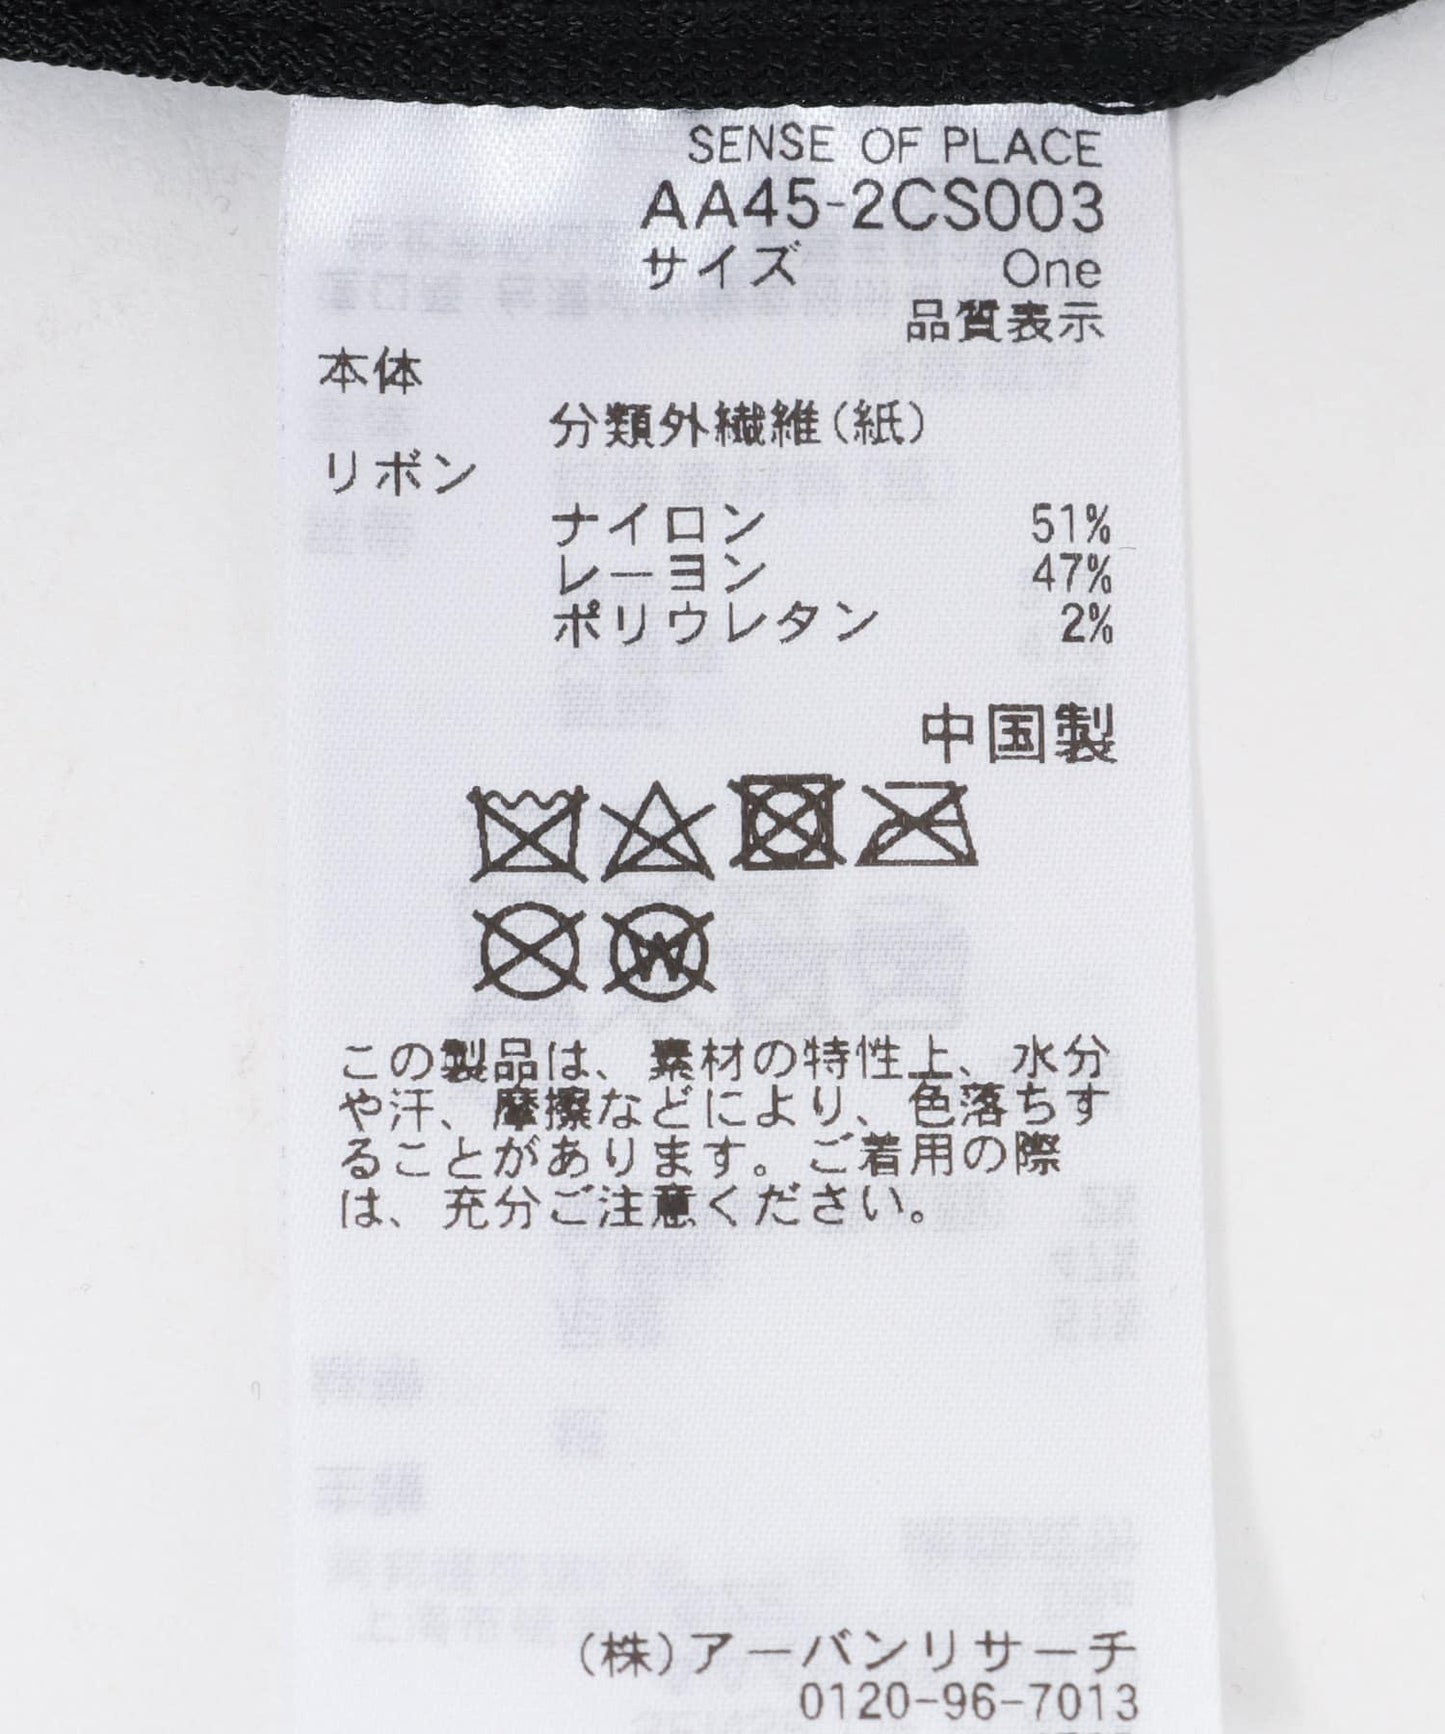 SENSE OF PLACE
AA45-2CS003
サイズ One
品質表示
本体
分類外繊維(紙)
リボン
ナイロン 51%
レーヨン 47%
ポリウレタン 2%
中国製
W
この製品は、素材の特性上、水分
や汗、摩擦などにより、色落ちす
ることがあります。ご着用の際
は、充分ご注意ください。
(株)アーバンリサーチ
0120-96-7013